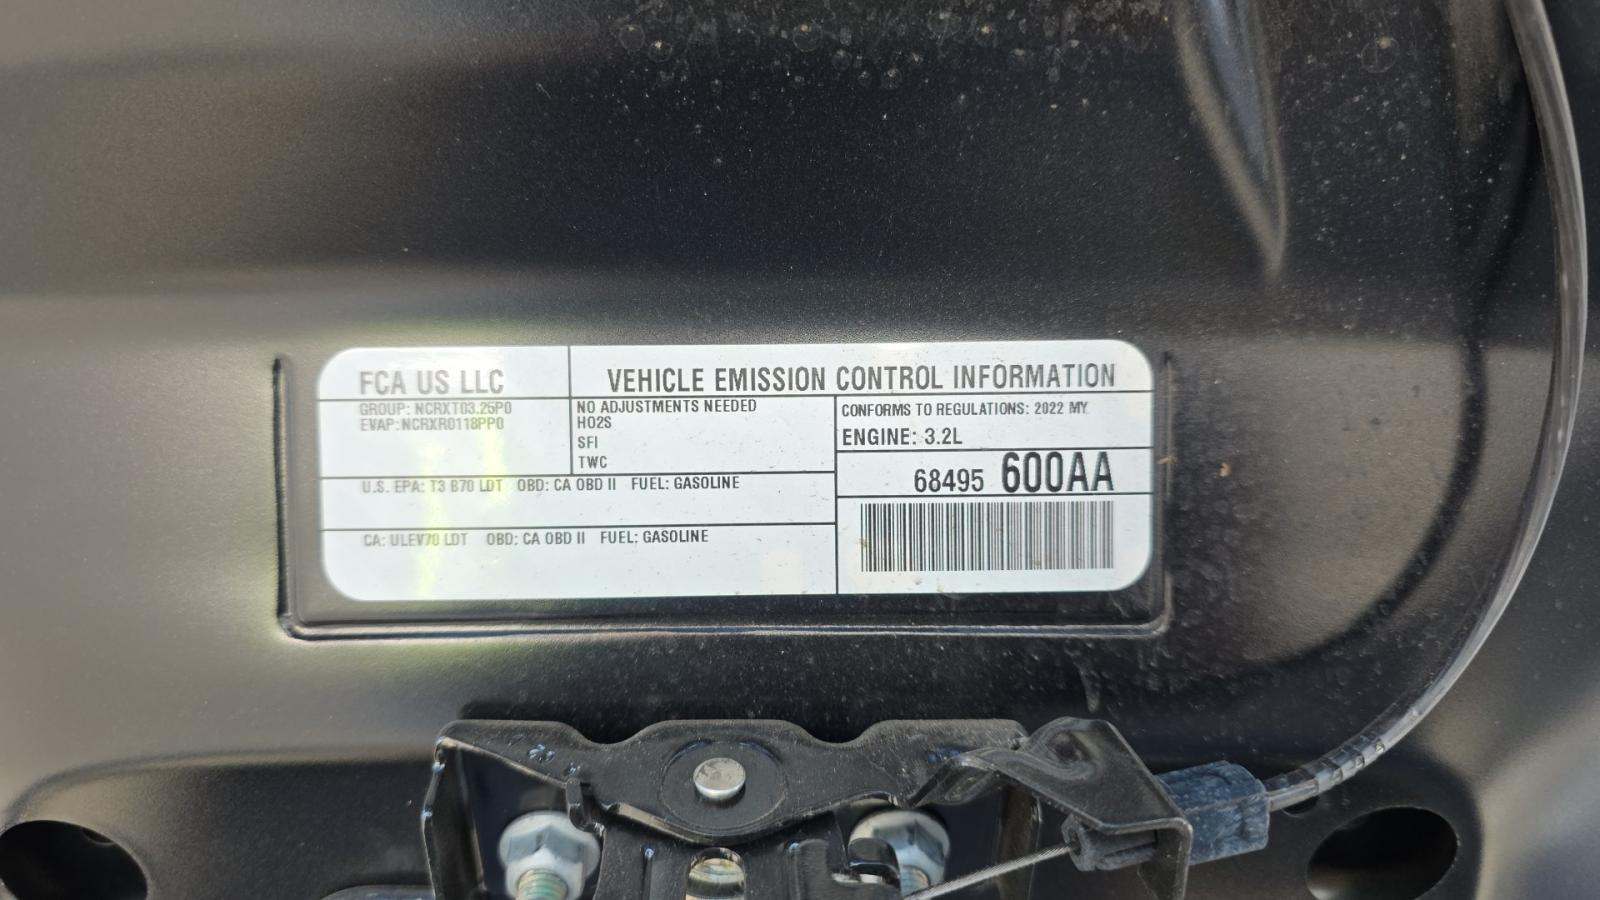 FCA US LLC
VEHICLE EMISSION CONTROL INFORMATION
GROUP: NCRXT03.25P0
EVAP: NCRXR0118PP0
NO ADJUSTMENTS NEEDED
HO2S
SFI
TWC
CONFORMS TO REGULATIONS: 2022 MY
ENGINE: 3.2L
68495 600AA
U.S. EPA: T3 B70 LDT OBD: CA OBD II FUEL: GASOLINE
CA: ULEV70 LDT OBD: CA OBD II FUEL: GASOLINE